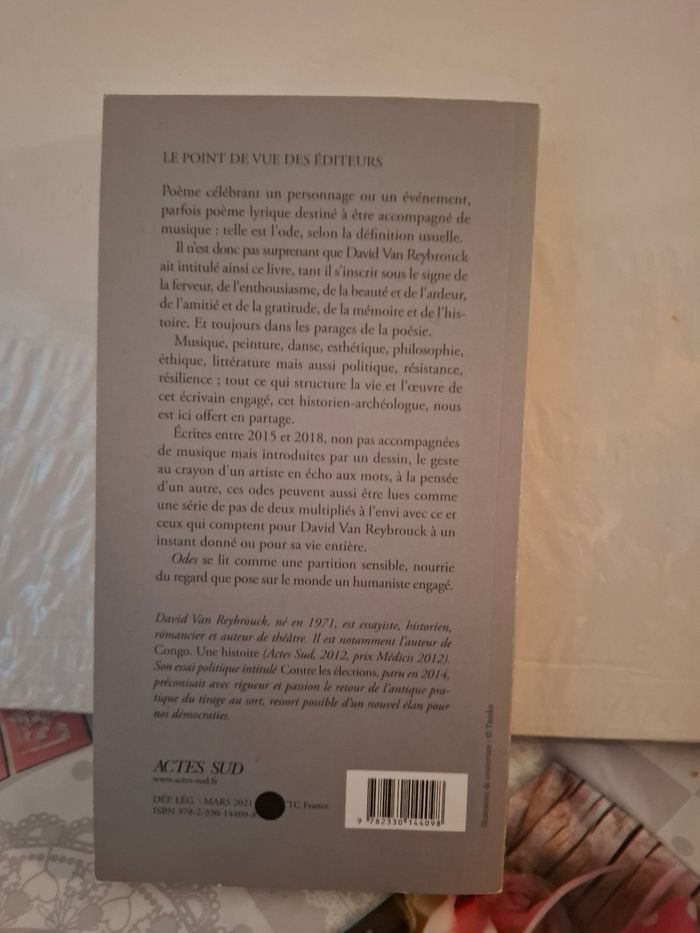 LE POINT DE VUE DES ÉDITEURS
Poème célébrant un personnage ou un événement,
parfois poème lyrique destiné à être accompagné de
musique : telle est l'ode, selon la définition usuelle.
Il n'est donc pas surprenant que David Van Reybrouck
ait intitulé ainsi ce livre, tant il s'inscrit sous le signe de
la ferveur, de l'enthousiasme, de la beauté et de l'ardeur,
de l'amitié et de la gratitude, de la mémoire et de l'his-
toire. Et toujours dans les parages de la poésie.
Musique, peinture, danse, esthétique, philosophie,
éthique, littérature mais aussi politique, résistance,
résilience ; tout ce qui structure la vie et l'œuvre de
cet écrivain engagé, cet historien-archéologue, nous
est ici offert en partage.
Écrites entre 2015 et 2018, non pas accompagnées
de musique mais introduites par un dessin, le geste
au crayon d'un artiste en écho aux mots, à la pensée
d'un autre, ces odes peuvent aussi être lues comme
une série de pas de deux multipliés à l'envi avec ce et
ceux qui comptent pour David Van Reybrouck à un
instant donné ou pour sa vie entière.
Odes se lit comme une partition sensible, nourrie
du regard que pose sur le monde un humaniste engagé.
David Van Reybrouck, né en 1971, est essayiste, historien,
romancier et auteur de théâtre. Il est notamment l'auteur de
Congo. Une histoire (Actes Sud, 2012, prix Médicis 2012).
Son essai politique intitulé Contre les élections, paru en 2014,
préconisait avec rigueur et passion le retour de l'antique pra-
tique du tirage au sort, ressort possible d'un nouvel élan pour
nos démocraties.
ACTES SUD
www.actes-sud.fr
DÉP. LÉG. : MARS 2021
TC France
ISBN 978-2-330-14409-8
9 782330 144098
Illustration de couverture : ©